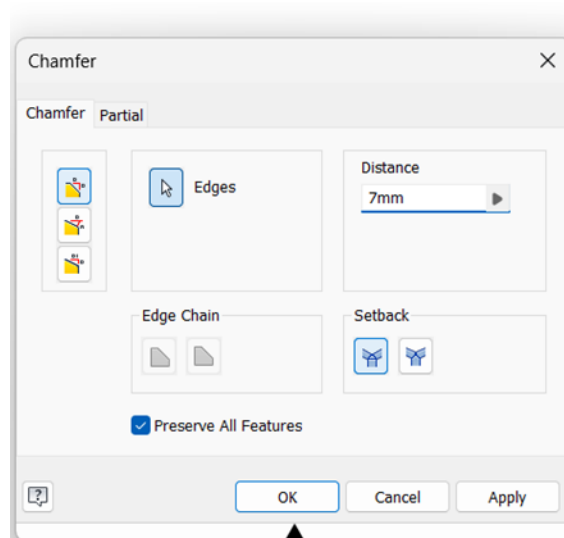 Chamfer
Chamfer Partial
Edges
Distance
7mm
Edge Chain
Setback
Preserve All Features
?
OK Cancel Apply